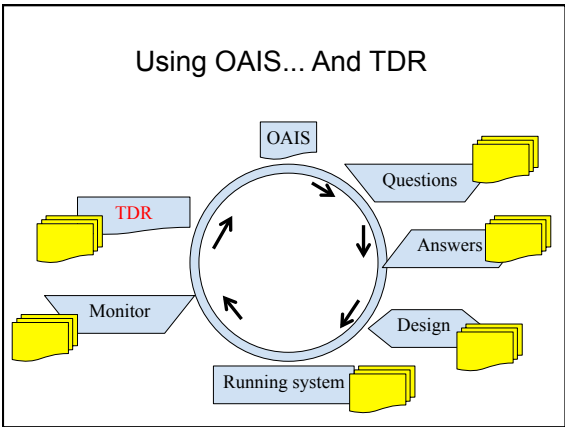 Using OAIS... And TDR
OAIS
Questions
Answers
Design
Running system
Monitor
TDR